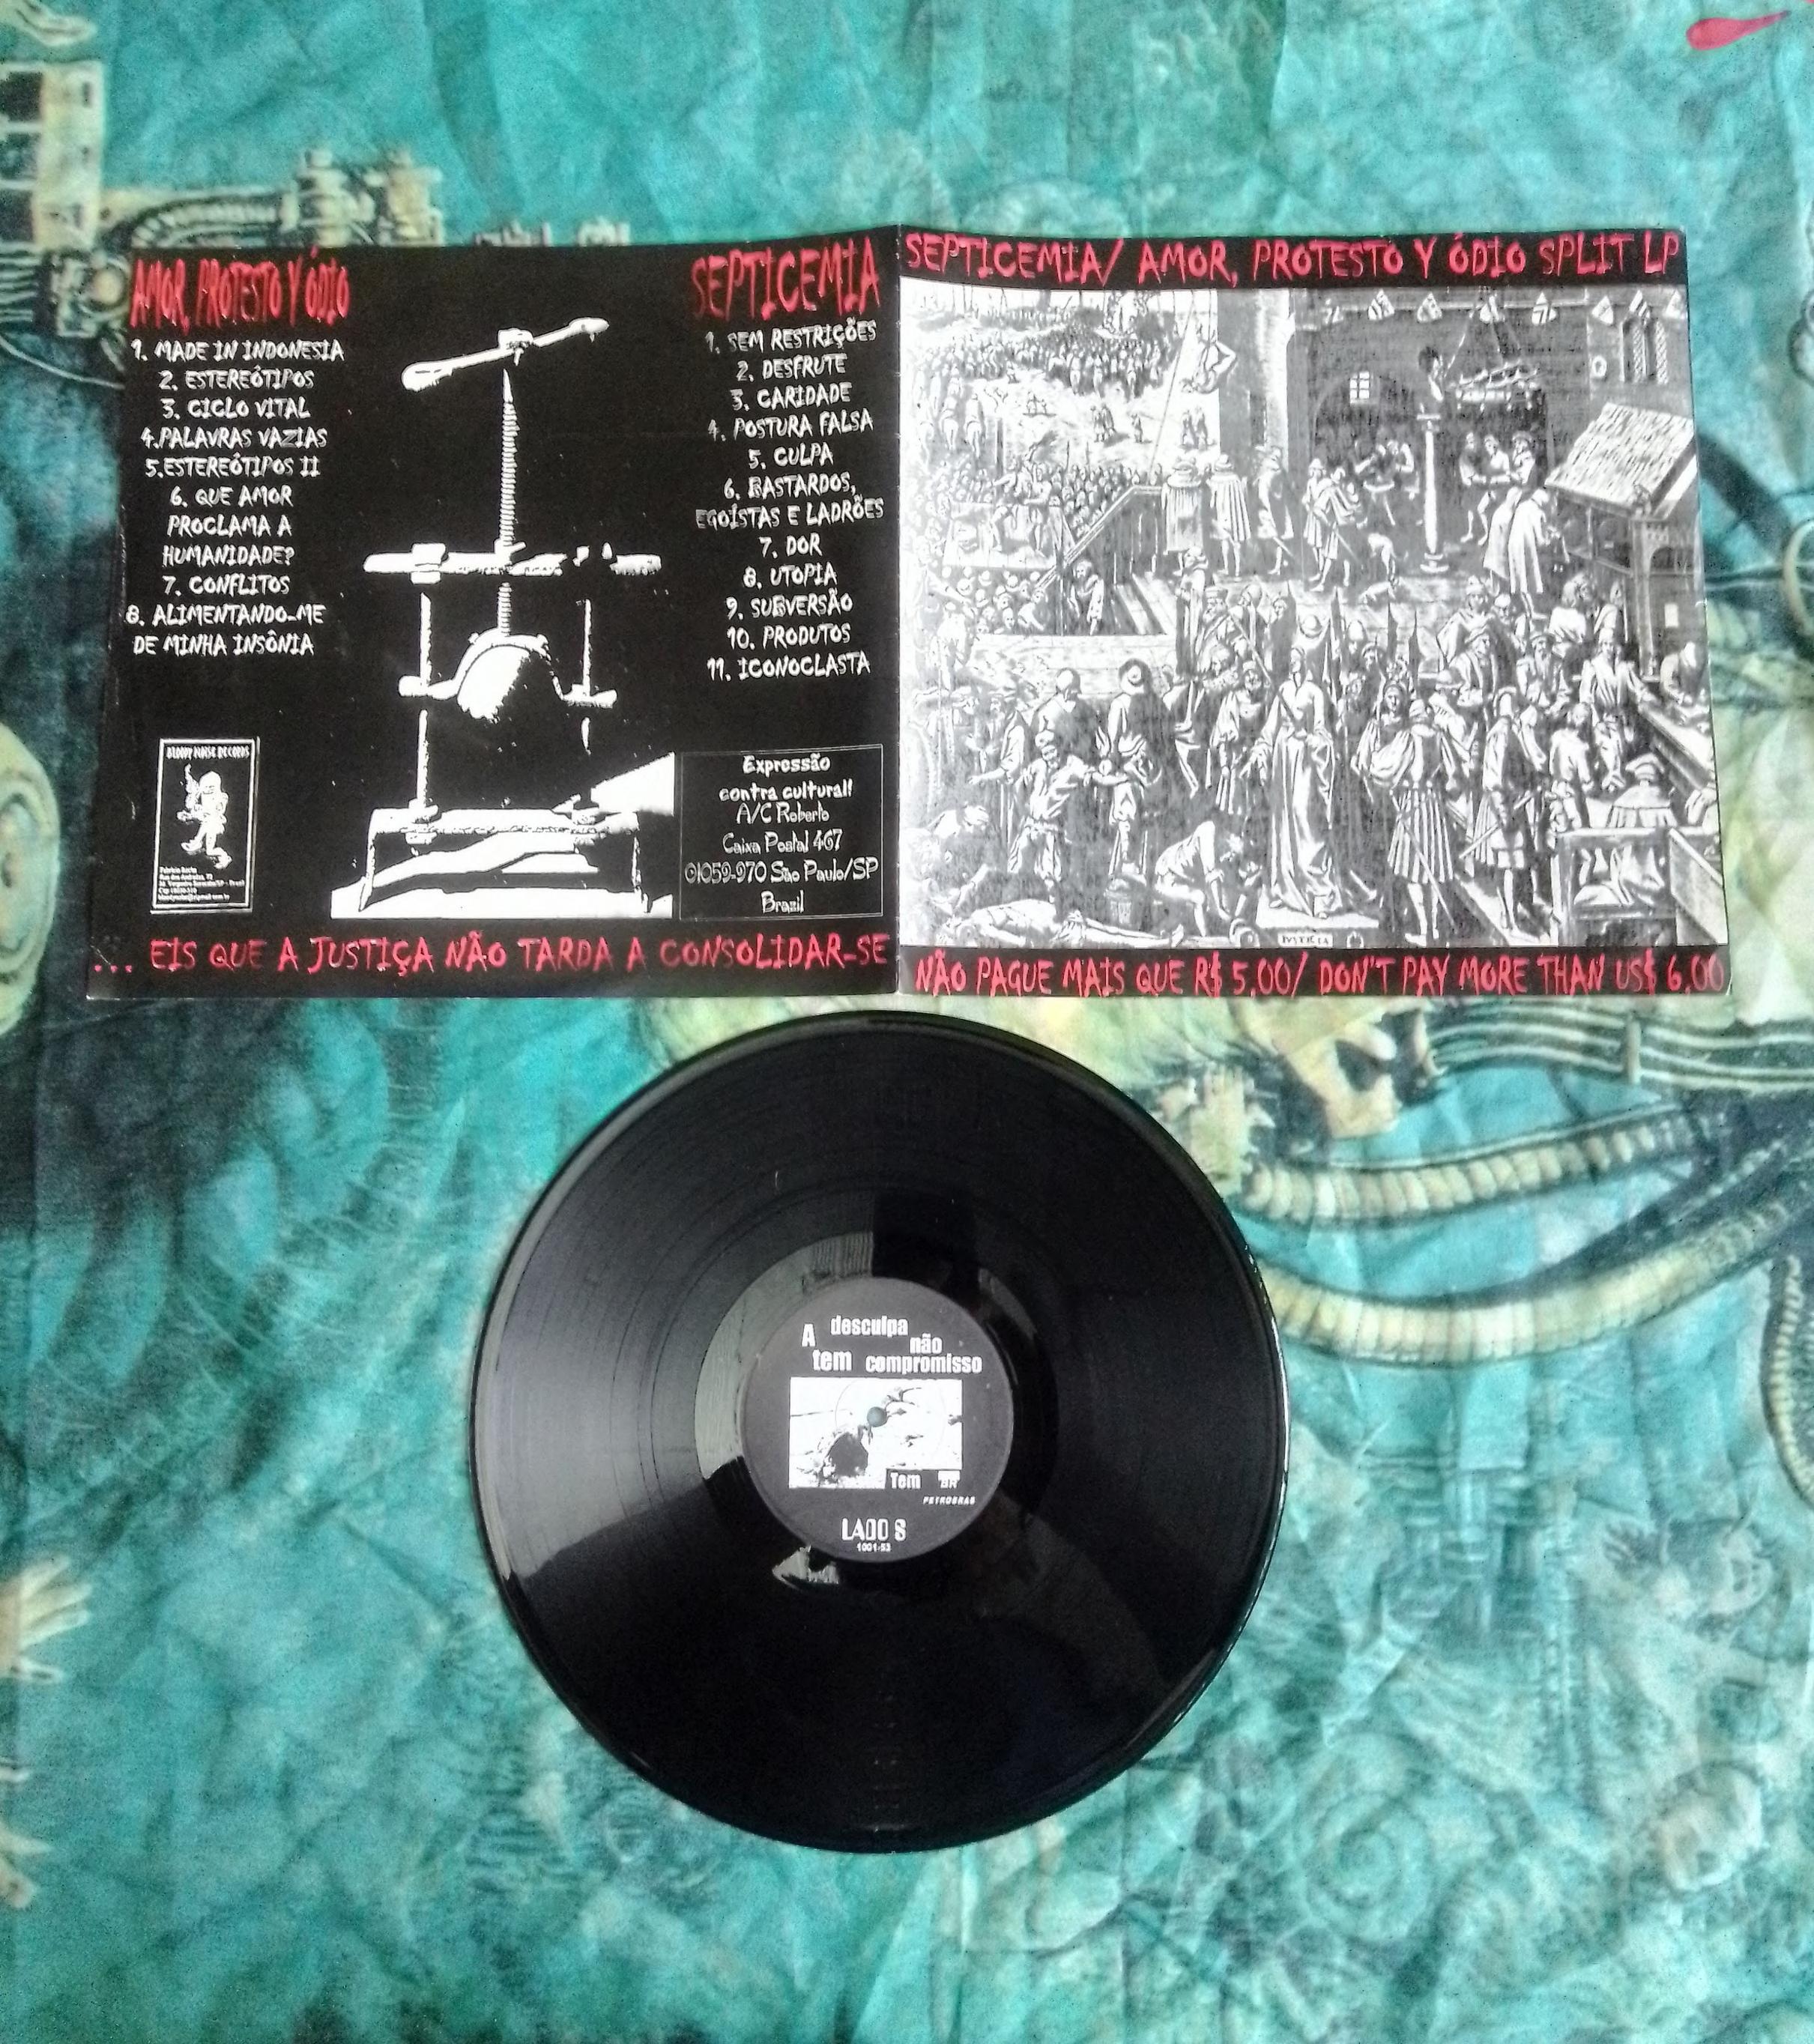 AMOR, PROTESTO Y ÓDIO
1. MADE IN INDONESIA
2. ESTEREÓTIPOS
3. CICLO VITAL
4.PALAVRAS VAZIAS
5.ESTEREÓTIPOS II
6. QUE AMOR
PROCLAMA A
HUMANIDADE?
7. CONFLITOS
8. ALIMENTANDO-ME
DE MINHA INSÔNIA
BLOODY NOISE RECORDS
SEPTICEMIA
1. SEM RESTRIÇÕES
2. DESFRUTE
3. CARIDADE
4. POSTURA FALSA
5. CULPA
6. BASTARDOS,
EGOÍSTAS E LADRÕES
7. DOR
8. UTOPIA
9. SUBVERSÃO
10. PRODUTOS
11. ICONOCLASTA
Expressão
contra cultural!
A/C Roberto
Caixa Postal 467
01059-970 São Paulo/SP
Brazil
... EIS QUE A JUSTIÇA NÃO TARDA A CONSOLIDAR-SE
SEPTICEMIA/ AMOR, PROTESTO Y ÓDIO SPLIT LP
IVSTICIA
NÃO PAGUE MAIS QUE R$ 5,00/ DON'T PAY MORE THAN US$ 6,00
A desculpa não
tem compromisso
Tem BR
PETROBRAS
LADO S
1001-53